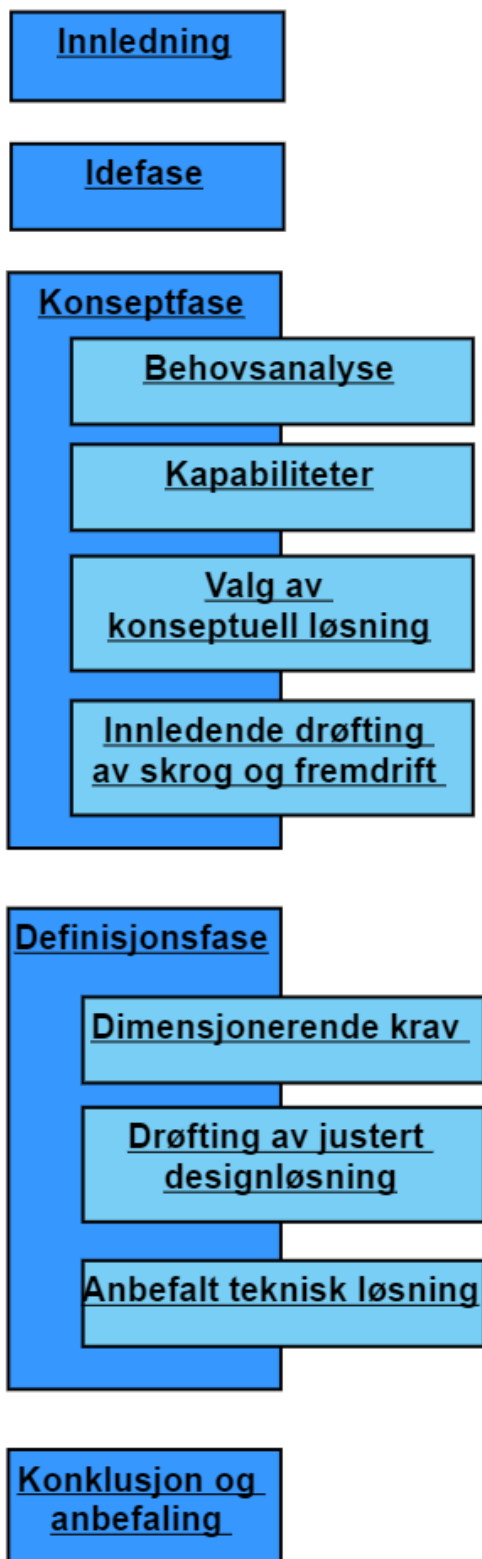 Innledning
Idefase
Konseptfase
Behovsanalyse
Kapabiliteter
Valg av
konseptuell løsning
Innledende drøfting
av skrog og fremdrift
Definisjonsfase
Dimensjonerende krav
Drøfting av justert
designløsning
Anbefalt teknisk løsning
Konklusjon og
anbefaling